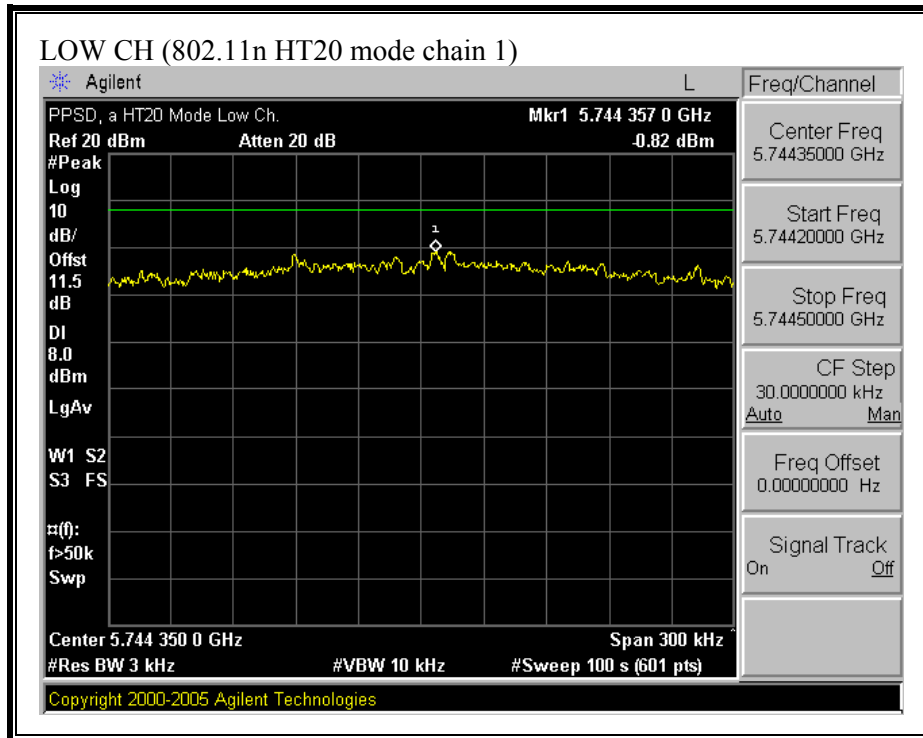 LOW CH (802.11n HT20 mode chain 1)
Agilent L Freq/Channel
PPSD, a HT20 Mode Low Ch. Mkr1 5.744 357 0 GHz
Ref 20 dBm Atten 20 dB -0.82 dBm
#Peak
Log
10
dB/
Offst
11.5
dB
DI
8.0
dBm
LgAv
W1 S2
S3 FS
¤(f):
f>50k
Swp
1
Center 5.744 350 0 GHz Span 300 kHz ^
#Res BW 3 kHz #VBW 10 kHz #Sweep 100 s (601 pts)
Center Freq
5.74435000 GHz
Start Freq
5.74420000 GHz
Stop Freq
5.74450000 GHz
CF Step
30.0000000 kHz
Auto Man
Freq Offset
0.00000000 Hz
Signal Track
On Off
Copyright 2000-2005 Agilent Technologies